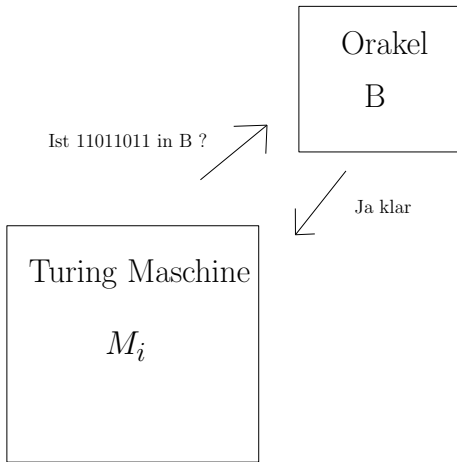 Orakel
B
Ist 11011011 in B ?
Ja klar
Turing Maschine
M_i